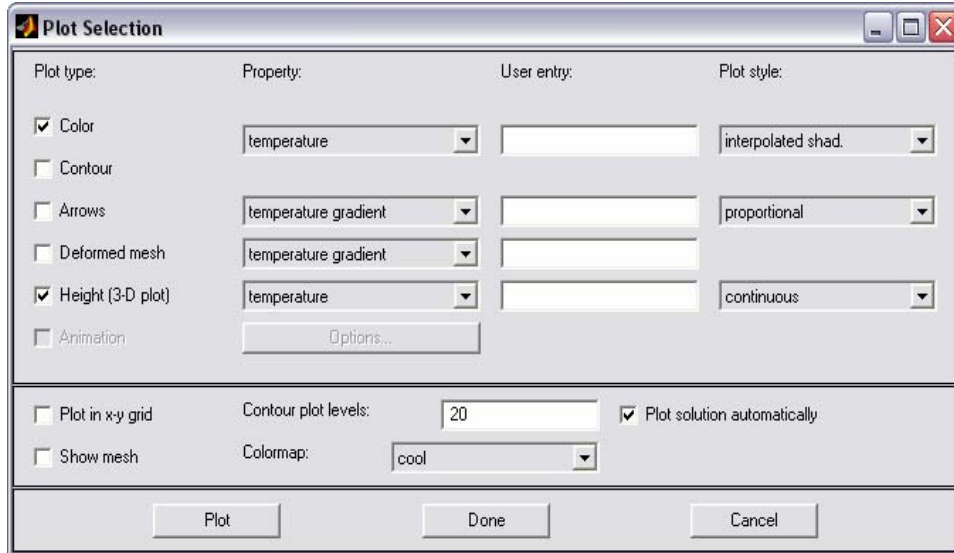 Plot Selection
Plot type: Property: User entry: Plot style:
Color temperature interpolated shad.
Contour
Arrows temperature gradient proportional
Deformed mesh temperature gradient
Height (3-D plot) temperature continuous
Animation Options...
Plot in x-y grid Contour plot levels: 20 Plot solution automatically
Show mesh Colormap: cool
Plot Done Cancel